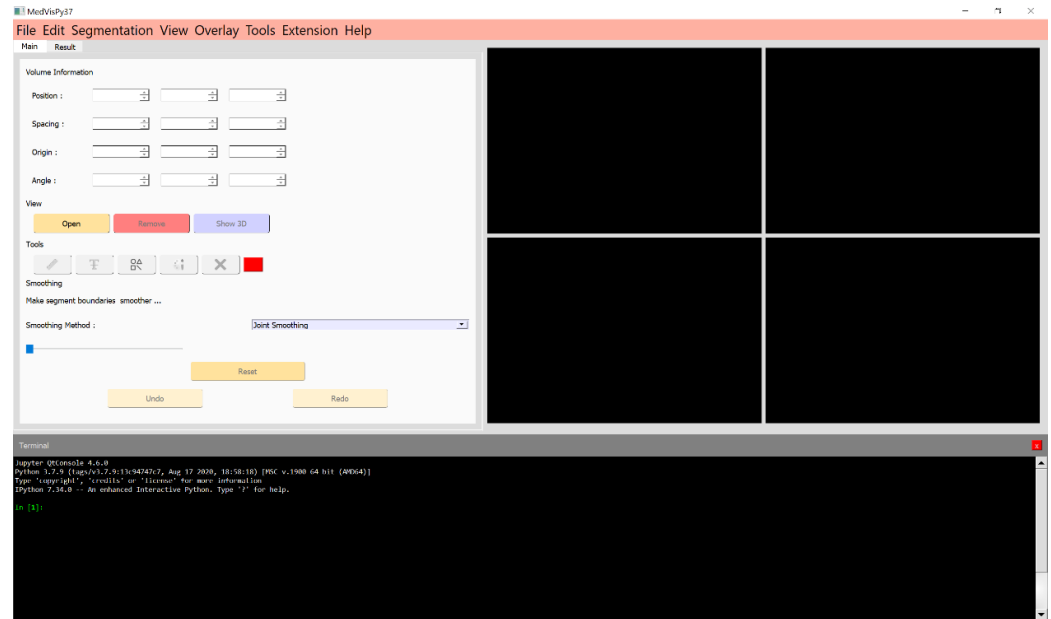 MedVisPy37
File Edit Segmentation View Overlay Tools Extension Help
Main Result
Volume Information
Position :
Spacing :
Origin :
Angle :
View
Open Remove Show 3D
Tools
Smoothing
Make segment boundaries smoother ...
Smoothing Method : Joint Smoothing
Reset
Undo Redo
Terminal
Jupyter QtConsole 4.6.0
Python 3.7.9 (tags/v3.7.9:13c94747c7, Aug 17 2020, 18:58:18) [MSC v.1900 64 bit (AMD64)]
Type 'copyright', 'credits' or 'license' for more information
IPython 7.34.0 -- An enhanced Interactive Python. Type '?' for help.
In [1]: